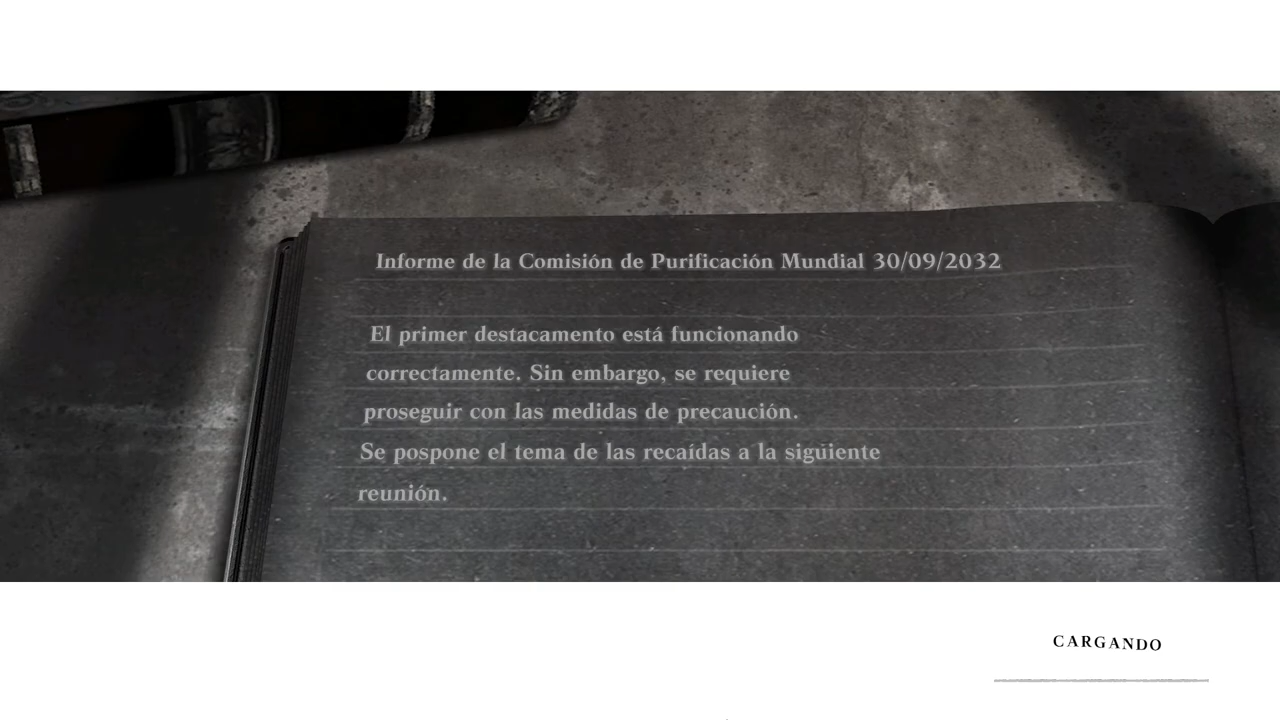 Informe de la Comisión de Purificación Mundial 30/09/2032
El primer destacamento está funcionando
correctamente. Sin embargo, se requiere
proseguir con las medidas de precaución.
Se pospone el tema de las recaídas a la siguiente
reunión.
CARGANDO